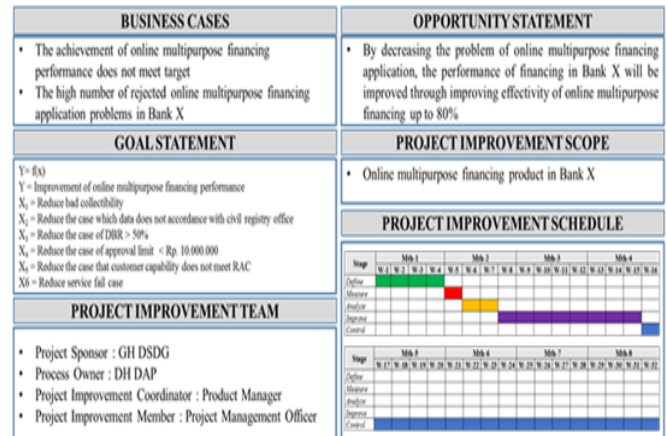 BUSINESS CASES
• The achievement of online multipurpose financing
performance does not meet target
• The high number of rejected online multipurpose financing
application problems in Bank X
OPPORTUNITY STATEMENT
• By decreasing the problem of online multipurpose financing
application, the performance of financing in Bank X will be
improved through improving effectivity of online multipurpose
financing up to 80%
GOAL STATEMENT
Y= f(x)
Y = Improvement of online multipurpose financing performance
X₁ = Reduce bad collectibility
X₂ = Reduce the case which data does not accordance with civil registry office
X₃ = Reduce the case of DBR > 50%
X₄ = Reduce the case of approval limit < Rp. 10.000.000
X₅ = Reduce the case that customer capability does not meet RAC
X6 = Reduce service fail case
PROJECT IMPROVEMENT SCOPE
• Online multipurpose financing product in Bank X
PROJECT IMPROVEMENT TEAM
• Project Sponsor : GH DSDG
• Process Owner : DH DAP
• Project Improvement Coordinator : Product Manager
• Project Improvement Member : Project Management Officer
PROJECT IMPROVEMENT SCHEDULE
Stage Mth 1 Mth 2 Mth 3 Mth 4
W-1 W-2 W-3 W-4 W-5 W-6 W-7 W-8 W-9 W-10 W-11 W-12 W-13 W-14 W-15 W-16
Define
Measure
Analyze
Improve
Control
Stage Mth 5 Mth 6 Mth 7 Mth 8
W-17 W-18 W-19 W-20 W-21 W-22 W-23 W-24 W-25 W-26 W-27 W-28 W-29 W-30 W-31 W-32
Define
Measure
Analyze
Improve
Control